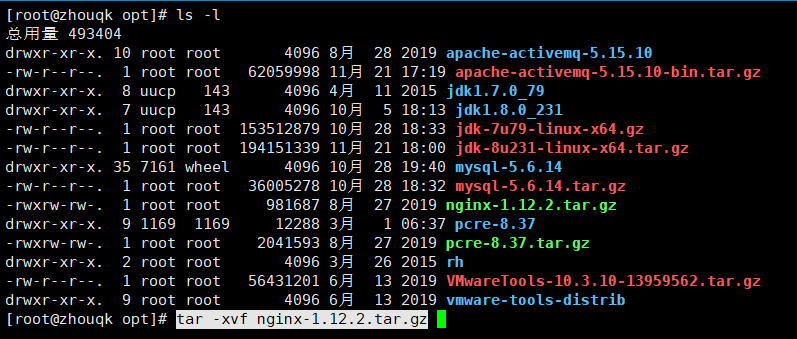 [root@zhouqk opt]# ls -l
总用量 493404
drwxr-xr-x. 10 root root      4096 8月  28 2019 apache-activemq-5.15.10
-rw-r--r--.  1 root root  62059998 11月 21 17:19 apache-activemq-5.15.10-bin.tar.gz
drwxr-xr-x.  8 uucp  143      4096 4月  11 2015 jdk1.7.0_79
drwxr-xr-x.  7 uucp  143      4096 10月  5 18:13 jdk1.8.0_231
-rw-r--r--.  1 root root 153512879 10月 28 18:33 jdk-7u79-linux-x64.gz
-rw-r--r--.  1 root root 194151339 11月 21 18:00 jdk-8u231-linux-x64.tar.gz
drwxr-xr-x. 35 7161 wheel      4096 10月 28 19:40 mysql-5.6.14
-rw-r--r--.  1 root root  36005278 10月 28 18:32 mysql-5.6.14.tar.gz
-rwxrw-rw-.  1 root root    981687 8月  27 2019 nginx-1.12.2.tar.gz
drwxr-xr-x.  9 1169  1169     12288 3月   1 06:37 pcre-8.37
-rwxrw-rw-.  1 root root   2041593 8月  27 2019 pcre-8.37.tar.gz
drwxr-xr-x.  2 root root      4096 3月  26 2015 rh
-rw-r--r--.  1 root root  56431201 6月  13 2019 VMwareTools-10.3.10-13959562.tar.gz
drwxr-xr-x.  9 root root      4096 6月  13 2019 vmware-tools-distrib
[root@zhouqk opt]# tar -xvf nginx-1.12.2.tar.gz